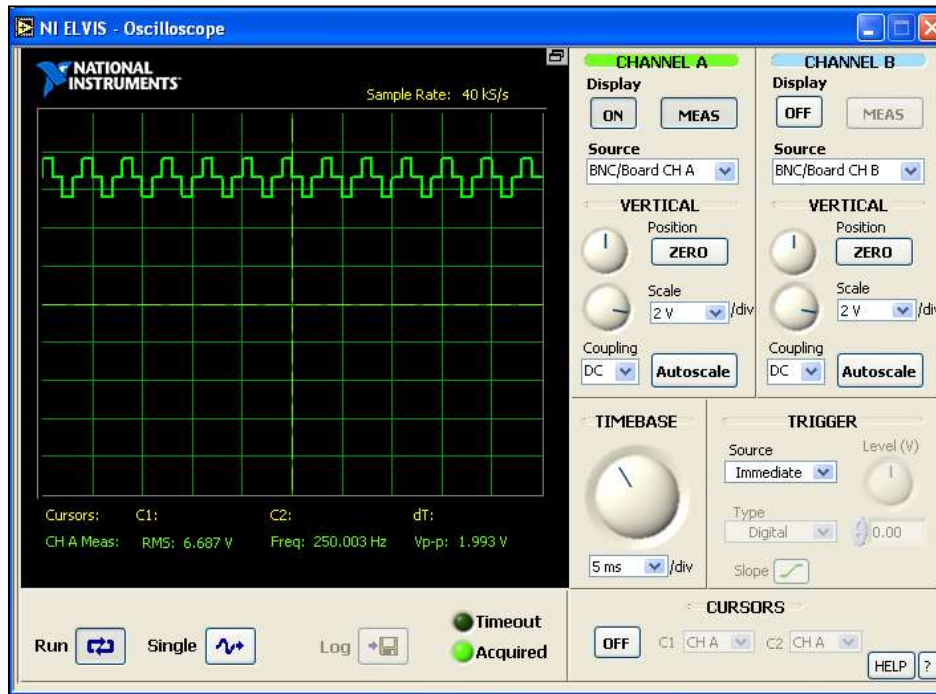 NI ELVIS - Oscilloscope
NATIONAL
INSTRUMENTS™
Sample Rate: 40 kS/s
Cursors: C1: C2: dT:
CH A Meas: RMS: 6.687 V Freq: 250.003 Hz Vp-p: 1.993 V
CHANNEL A
Display
ON MEAS
Source
BNC/Board CH A
VERTICAL
Position
ZERO
Scale
2 V /div
Coupling
DC Autoscale
CHANNEL B
Display
OFF MEAS
Source
BNC/Board CH B
VERTICAL
Position
ZERO
Scale
2 V /div
Coupling
DC Autoscale
TIMEBASE
5 ms /div
TRIGGER
Source Level (V)
Immediate
Type
Digital 0.00
Slope
Run Single Log
Timeout
Acquired
CURSORS
OFF C1 CH A C2 CH A
HELP ?